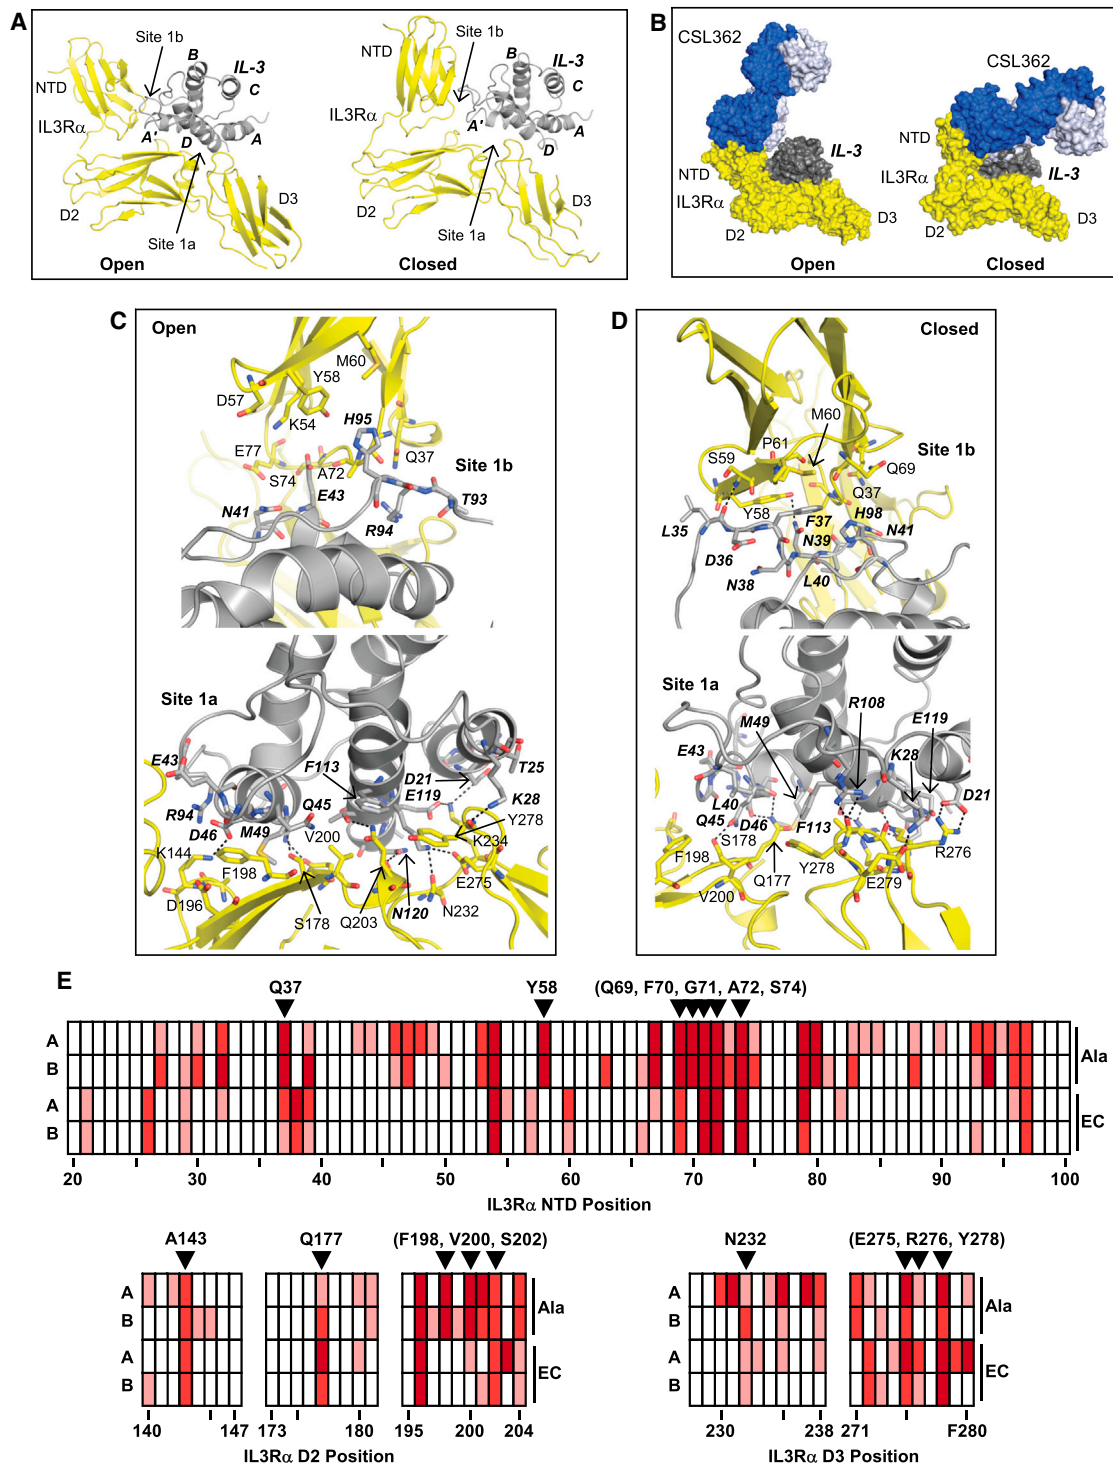 A
Site 1b
B
IL-3
C
NTD
IL3Rα
A'
D
A
D2
D3
Site 1a
Open
Site 1b
B
IL-3
C
NTD
IL3Rα
A'
A
D
D2
D3
Site 1a
Closed
B
CSL362
NTD
IL-3
IL3Rα
D2
D3
Open
CSL362
NTD
IL3Rα
IL-3
D2
D3
Closed
C
Open
M60
Y58
D57
K54
H95
E77
S74
A72
Q37
Site 1b
E43
N41
T93
R94
Site 1a
E43
F113
D21
T25
E119
R94
Q45
K28
D46
M49
V200
Y278
K144
K234
F198
E275
D196
S178
Q203
N120
N232
D
Closed
M60
P61
S59
Site 1b
Q69
Q37
Y58
F37
H98
L35
N39
N41
D36
N38
L40
Site 1a
R108
M49
E119
E43
K28
D21
L40
Q45
D46
F113
S178
R276
F198
Y278
Q177
E279
V200
E
Q37
Y58
(Q69, F70, G71, A72, S74)
A
B
Ala
A
B
EC
20 30 40 50 60 70 80 90 100
IL3Rα NTD Position
A143
Q177
(F198, V200, S202)
N232
(E275, R276, Y278)
A
B
Ala
A
B
EC
A
B
Ala
A
B
EC
140 147 173 180 195 200 204
230 238 271 F280
IL3Rα D2 Position
IL3Rα D3 Position